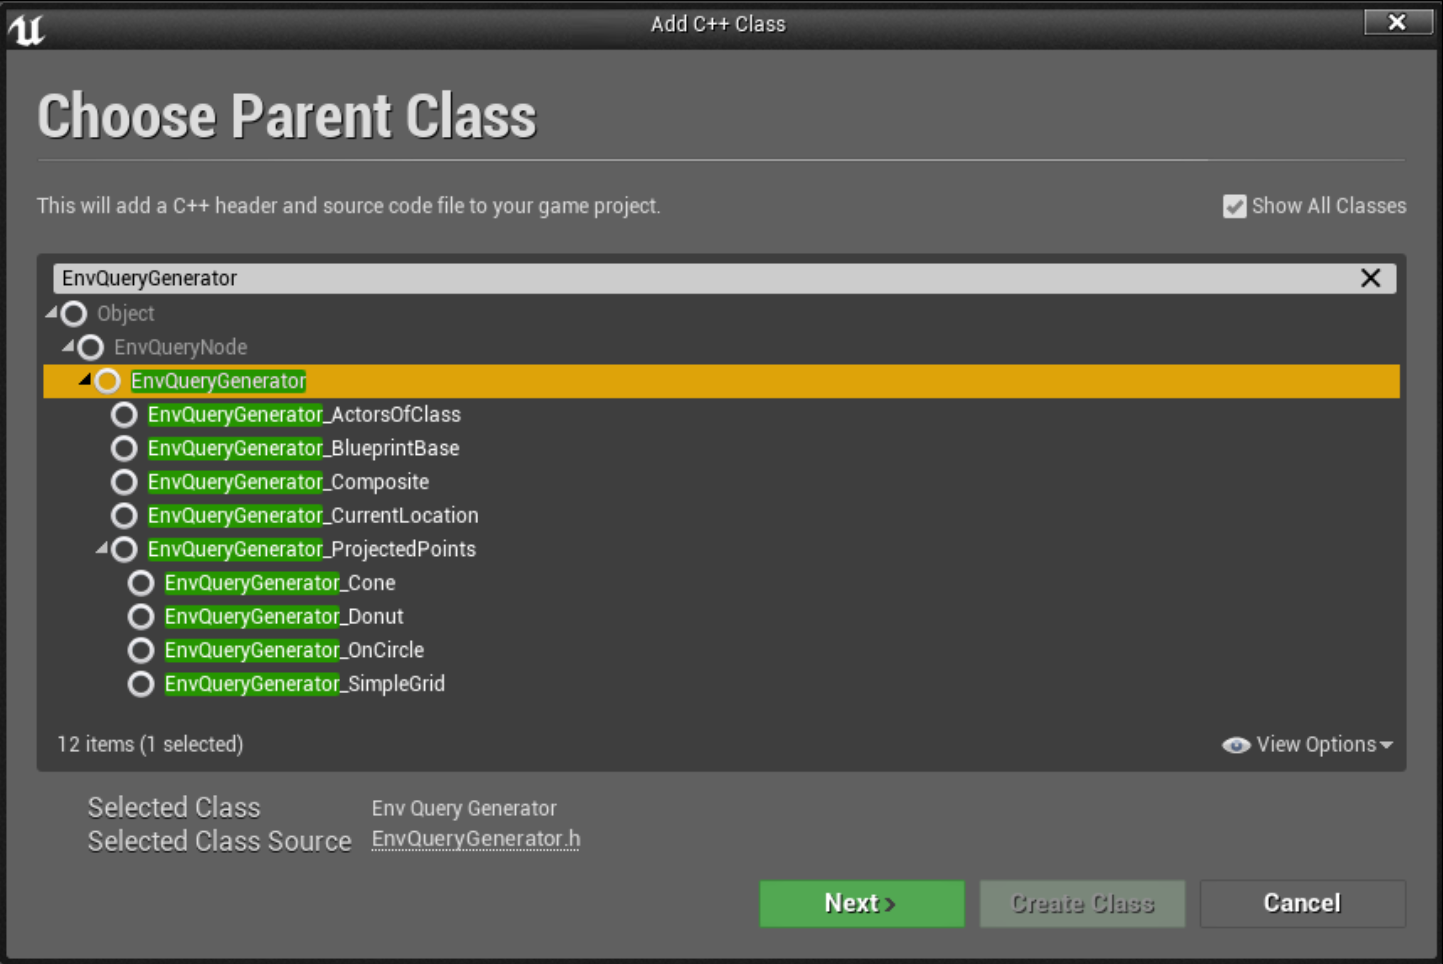 Add C++ Class
Choose Parent Class
This will add a C++ header and source code file to your game project.
Show All Classes
EnvQueryGenerator
Object
EnvQueryNode
EnvQueryGenerator
EnvQueryGenerator_ActorsOfClass
EnvQueryGenerator_BlueprintBase
EnvQueryGenerator_Composite
EnvQueryGenerator_CurrentLocation
EnvQueryGenerator_ProjectedPoints
EnvQueryGenerator_Cone
EnvQueryGenerator_Donut
EnvQueryGenerator_OnCircle
EnvQueryGenerator_SimpleGrid
12 items (1 selected)
View Options
Selected Class Env Query Generator
Selected Class Source EnvQueryGenerator.h
Next >
Create Class
Cancel